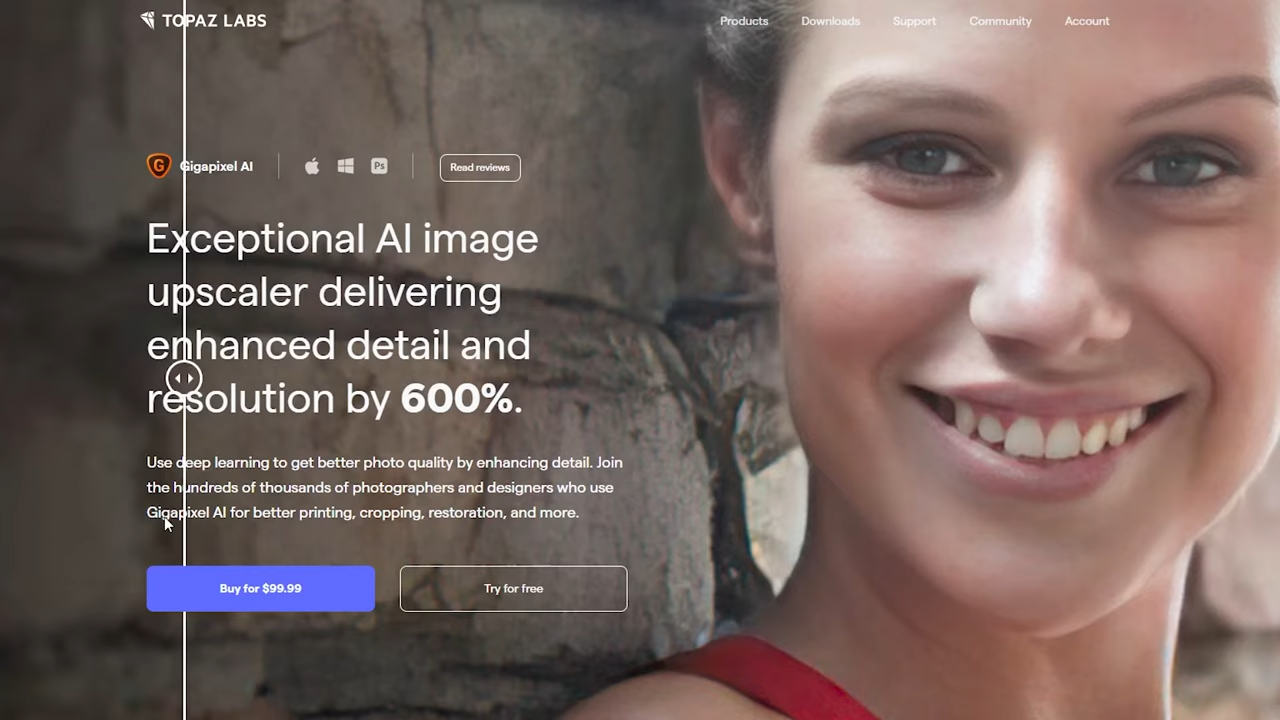 TOPAZ LABS
Products Downloads Support Community Account
G Gigapixel AI Ps Read reviews
Exceptional AI image
upscaler delivering
enhanced detail and
resolution by 600%.
Use deep learning to get better photo quality by enhancing detail. Join
the hundreds of thousands of photographers and designers who use
Gigapixel AI for better printing, cropping, restoration, and more.
Buy for $99.99 Try for free